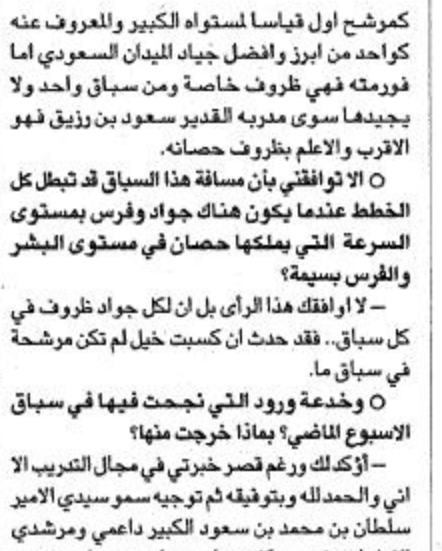 كمرشح اول قياسا لمستواه الكبير والمعروف عنه
كواحد من ابرز وافضل جياد الميدان السعودي اما
فورمته فهي ظروف خاصة ومن سباق واحد ولا
يجيدها سوى مدربه القدير سعود بن رزيق فهو
الاقرب والاعلم بظروف حصانه.
○ الا توافقني بأن مسافة هذا السباق قد تبطل كل
الخطط عندما يكون هناك جواد وفرس بمستوى
السرعة التي يملكها حصان في مستوى البشر
والفرس بسيمة؟
– لا اوافقك هذا الرأى بل ان لكل جواد ظروف في
كل سباق.. فقد حدث ان كسبت خيل لم تكن مرشحة
في سباق ما.
○ وخدعة ورود التي نجحت فيها في سباق
الاسبوع الماضي؟ بماذا خرجت منها؟
– أؤكد لك ورغم قصر خبرتي في مجال التدريب الا
اني والحمدلله وبتوفيقه ثم توجيه سمو سيدي الامير
سلطان بن محمد بن سعود الكبير داعمي ومرشدي